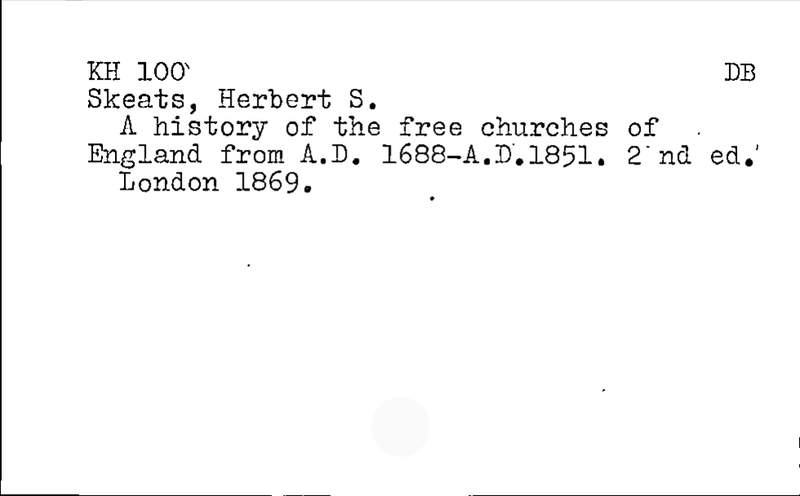 KH 100 DB
Skeats, Herbert S.
A history of the free churches of
England from A.D. 1688-A.D.1851. 2 nd ed.
London 1869.